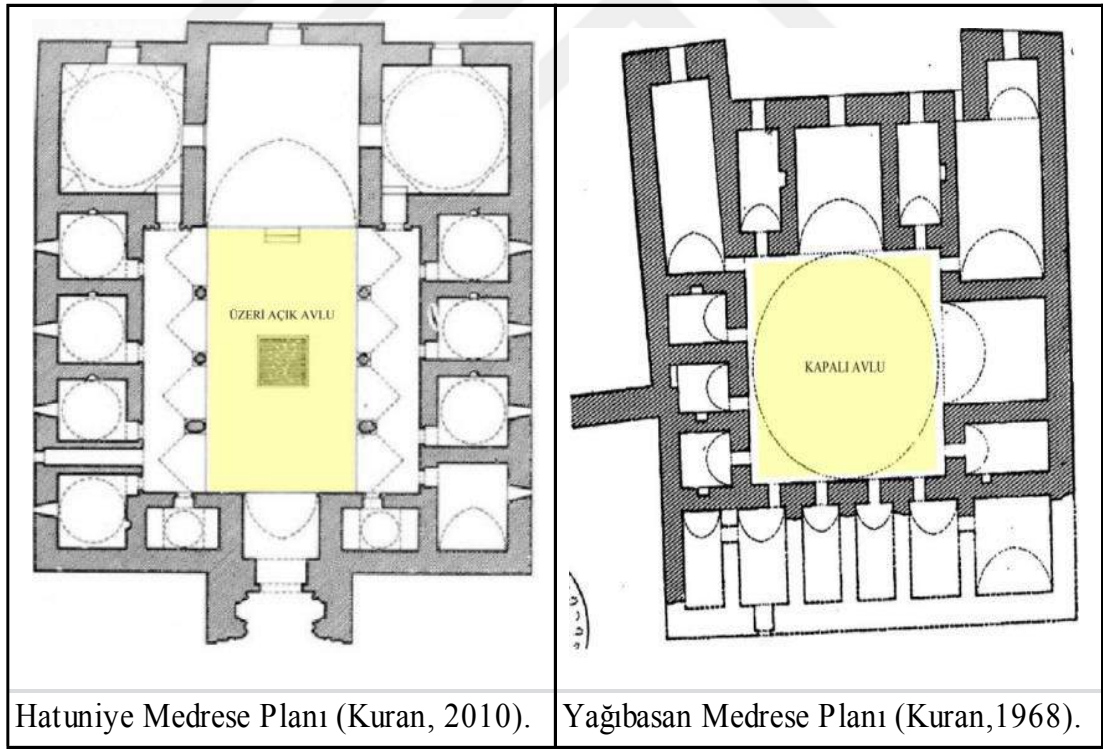 ÜZERİ AÇIK AVLU
KAPALI AVLU
Hatuniye Medrese Planı (Kuran, 2010).
Yağıbasan Medrese Planı (Kuran,1968).